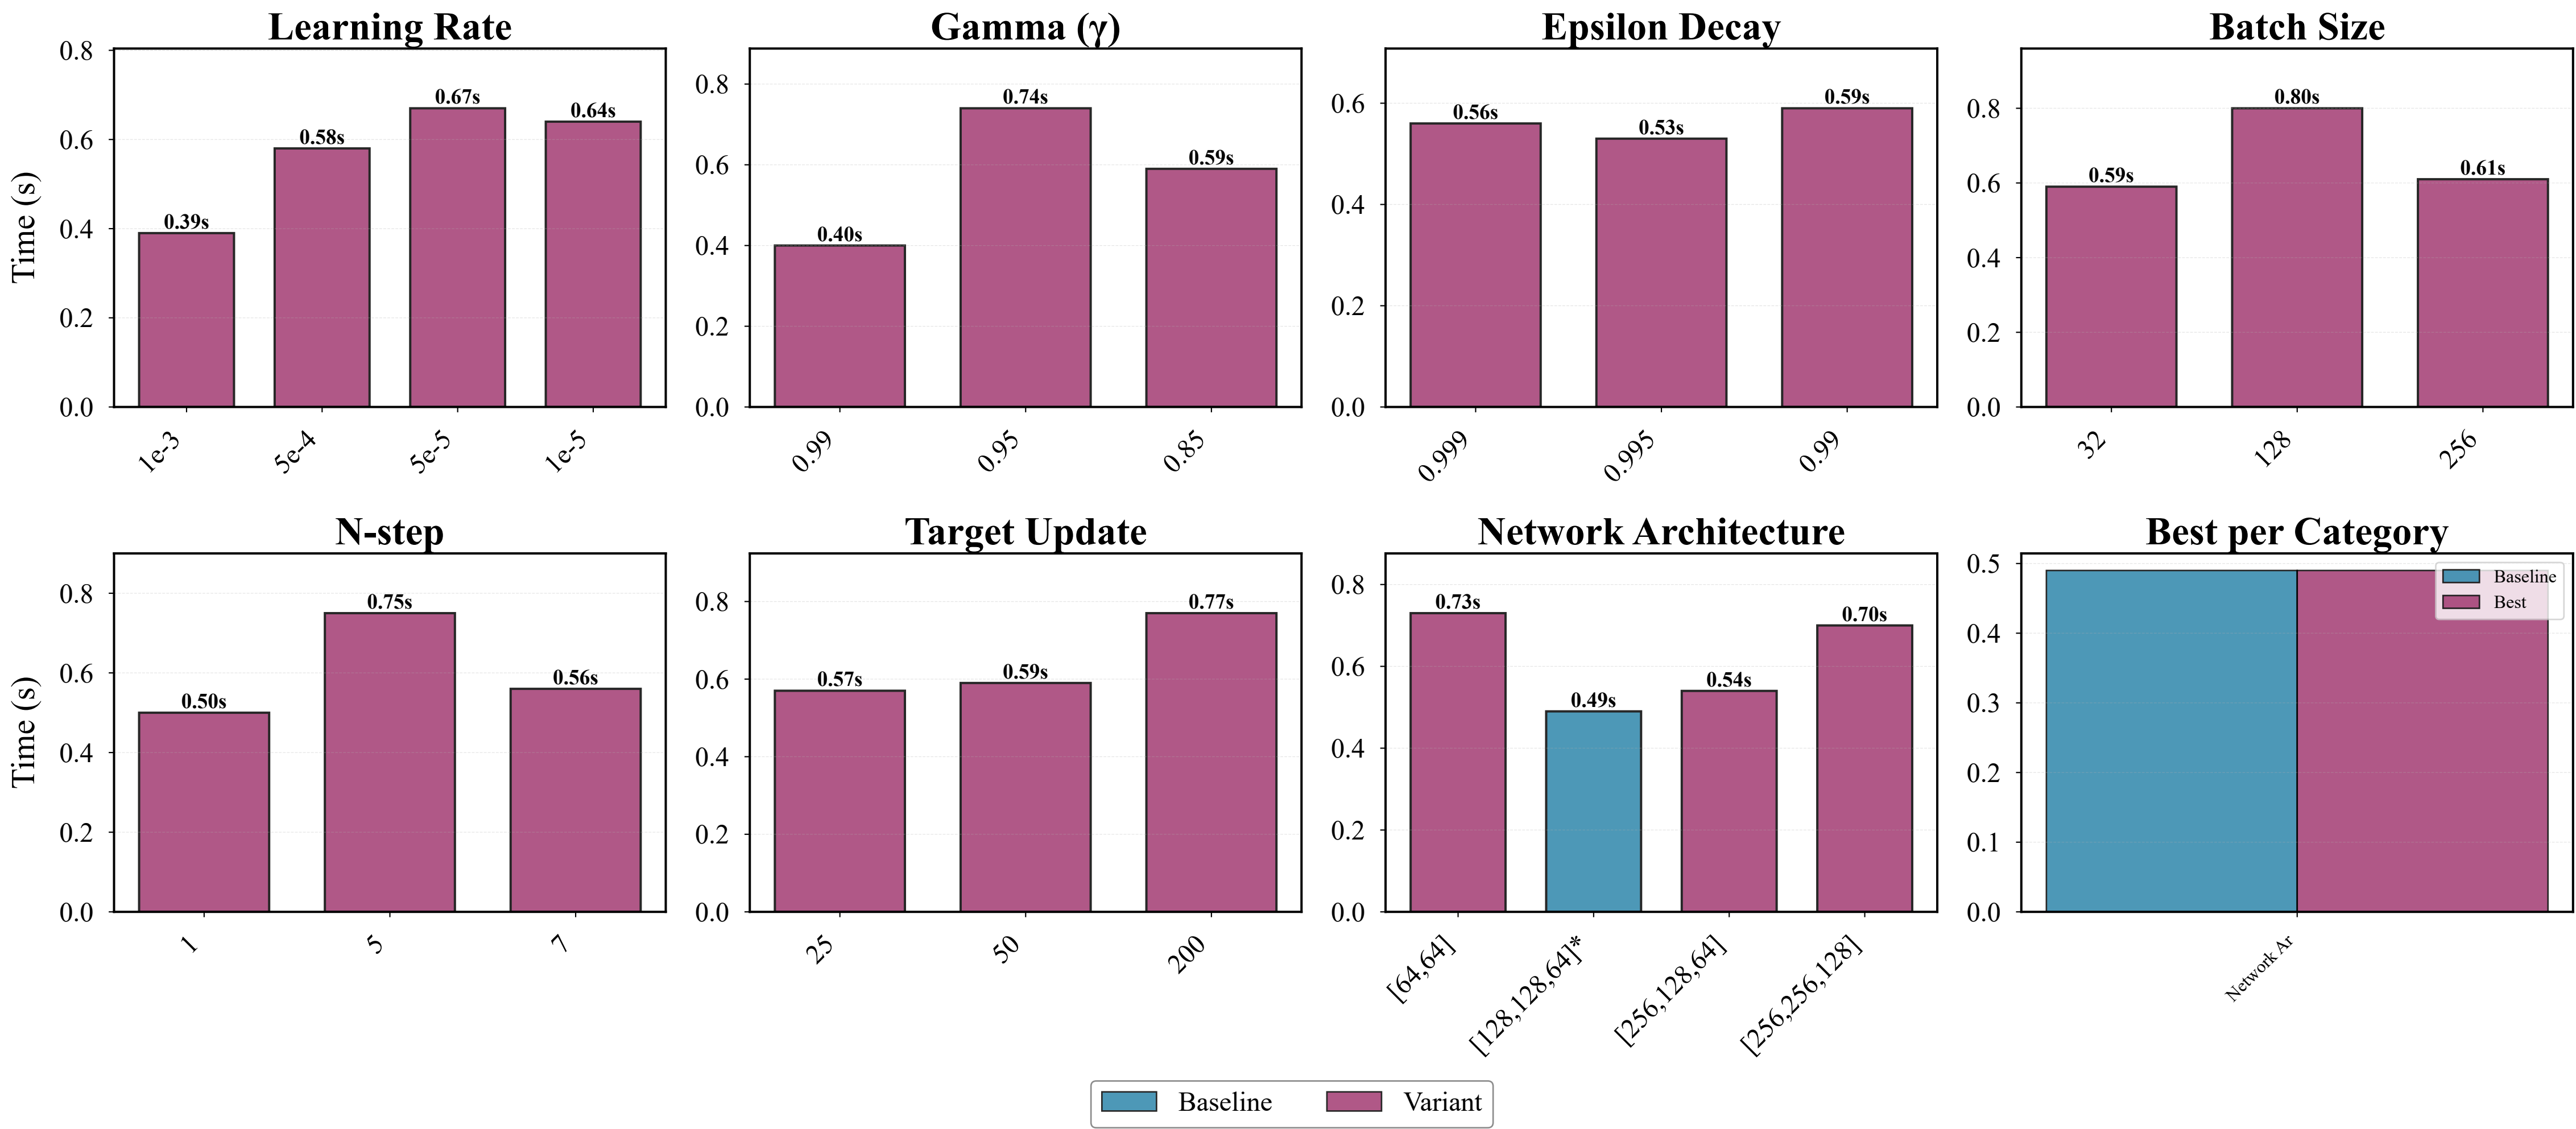 Learning Rate
Time (s)
0.8
0.6
0.4
0.2
0.0
0.39s
0.58s
0.67s
0.64s
1e-3
5e-4
5e-5
1e-5
Gamma (γ)
0.8
0.6
0.4
0.2
0.0
0.40s
0.74s
0.59s
0.99
0.95
0.85
Epsilon Decay
0.6
0.4
0.2
0.0
0.56s
0.53s
0.59s
0.999
0.995
0.99
Batch Size
0.8
0.6
0.4
0.2
0.0
0.59s
0.80s
0.61s
32
128
256
N-step
Time (s)
0.8
0.6
0.4
0.2
0.0
0.50s
0.75s
0.56s
1
5
7
Target Update
0.8
0.6
0.4
0.2
0.0
0.57s
0.59s
0.77s
25
50
200
Network Architecture
0.8
0.6
0.4
0.2
0.0
0.73s
0.49s
0.54s
0.70s
[64,64]
[128,128,64]*
[256,128,64]
[256,256,128]
Best per Category
0.5
0.4
0.3
0.2
0.1
0.0
Baseline
Best
Network Ar
Baseline
Variant